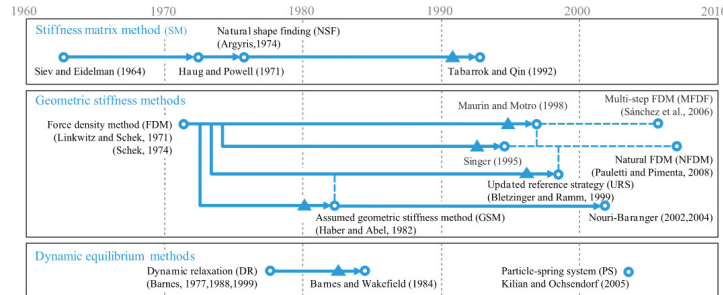 1960 1970 1980 1990 2000 2010
Stiffness matrix method (SM)
Natural shape finding (NSF)
(Argyris,1974)
Siev and Eidelman (1964) Haug and Powell (1971) Tabarrok and Qin (1992)
Geometric stiffness methods
Maurin and Motro (1998)
Multi-step FDM (MFDF)
(Sánchez et al., 2006)
Force density method (FDM)
(Linkwitz and Schek, 1971)
(Schek, 1974)
Singer (1995)
Natural FDM (NFDM)
(Pauletti and Pimenta, 2008)
Updated reference strategy (URS)
(Bletzinger and Ramm, 1999)
Assumed geometric stiffness method (GSM)
(Haber and Abel, 1982)
Nouri-Baranger (2002,2004)
Dynamic equilibrium methods
Dynamic relaxation (DR)
(Barnes, 1977,1988,1999)
Barnes and Wakefield (1984)
Particle-spring system (PS)
Kilian and Ochsendorf (2005)